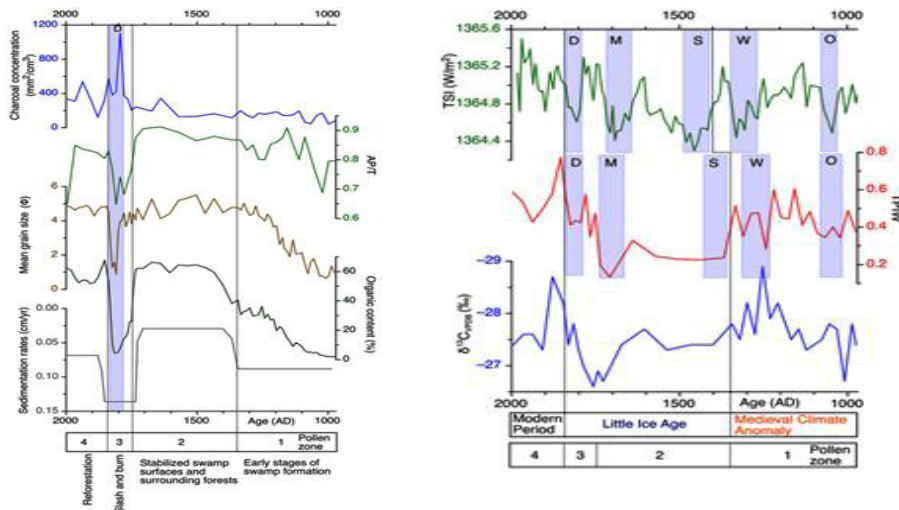 2000
1500
1000
D
1200
800
400
0
Charcoal concentration
(mm²/cm³)
0.9
0.8
0.7
0.6
AP/T
6
4
2
0
Mean grain size (Φ)
60
40
20
0
Organic content (%)
0.00
0.05
0.10
0.15
Sedimentation rates (cm/yr)
2000
1500
Age (AD)
1000
4
3
2
1
Pollen
zone
Reforestation
Slash and burn
Stabilized swamp
surfaces and
surrounding forests
Early stages of
swamp formation
2000
1500
1000
1365.6
1365.2
1364.8
1364.4
TSI (W/m²)
D
M
S
W
O
D
M
S
W
O
0.8
0.6
0.4
0.2
-29
-28
-27
δ¹³C VPDB (‰)
2000
1500
Age (AD)
1000
Modern
Period
Little Ice Age
Medieval Climate
Anomaly
4
3
2
1
Pollen
zone